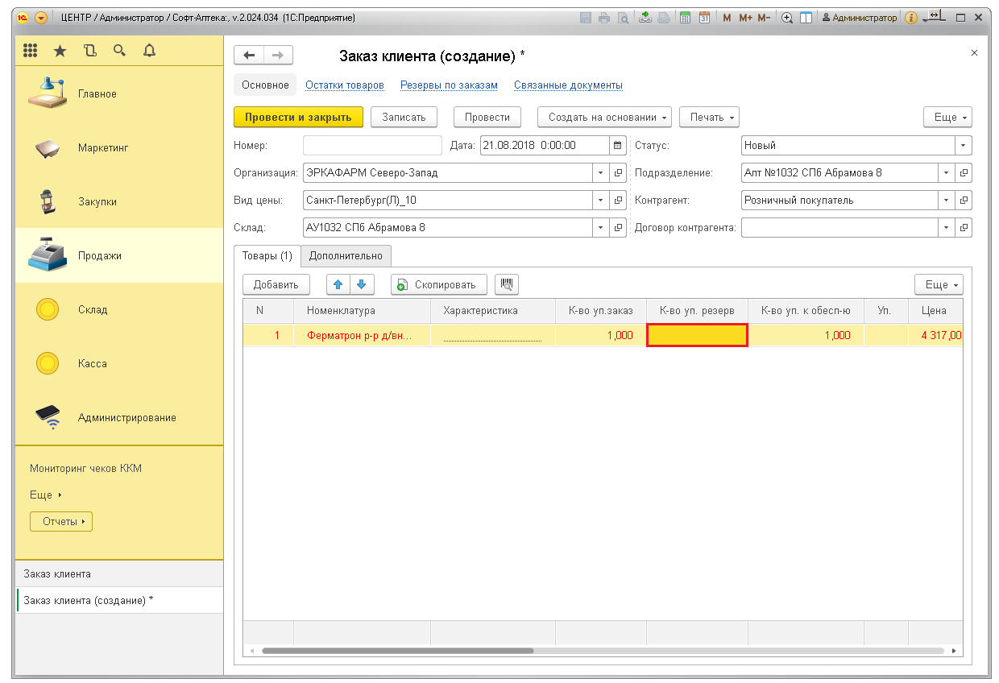 ЦЕНТР / Администратор / Софт-Аптека:, v.2.024.034 (1С:Предприятие)
M M+ M- Администратор
Главное
Маркетинг
Закупки
Продажи
Склад
Касса
Администрирование
Мониторинг чеков ККМ
Еще
Отчеты
Заказ клиента
Заказ клиента (создание) *
Заказ клиента (создание) *
Основное Остатки товаров Резервы по заказам Связанные документы
Провести и закрыть Записать Провести Создать на основании Печать Еще
Номер: Дата: 21.08.2018 0:00:00 Статус: Новый
Организация: ЭРКАФАРМ Северо-Запад Подразделение: Апт №1032 СПб Абрамова 8
Вид цены: Санкт-Петербург(Л)_10 Контрагент: Розничный покупатель
Склад: АУ1032 СПб Абрамова 8 Договор контрагента:
Товары (1) Дополнительно
Добавить Скопировать Еще
N Номенклатура Характеристика К-во уп.заказ К-во уп. резерв К-во уп. к обесп-ю Уп. Цена
1 Ферматрон р-р д/вн... 1,000 1,000 4 317,00